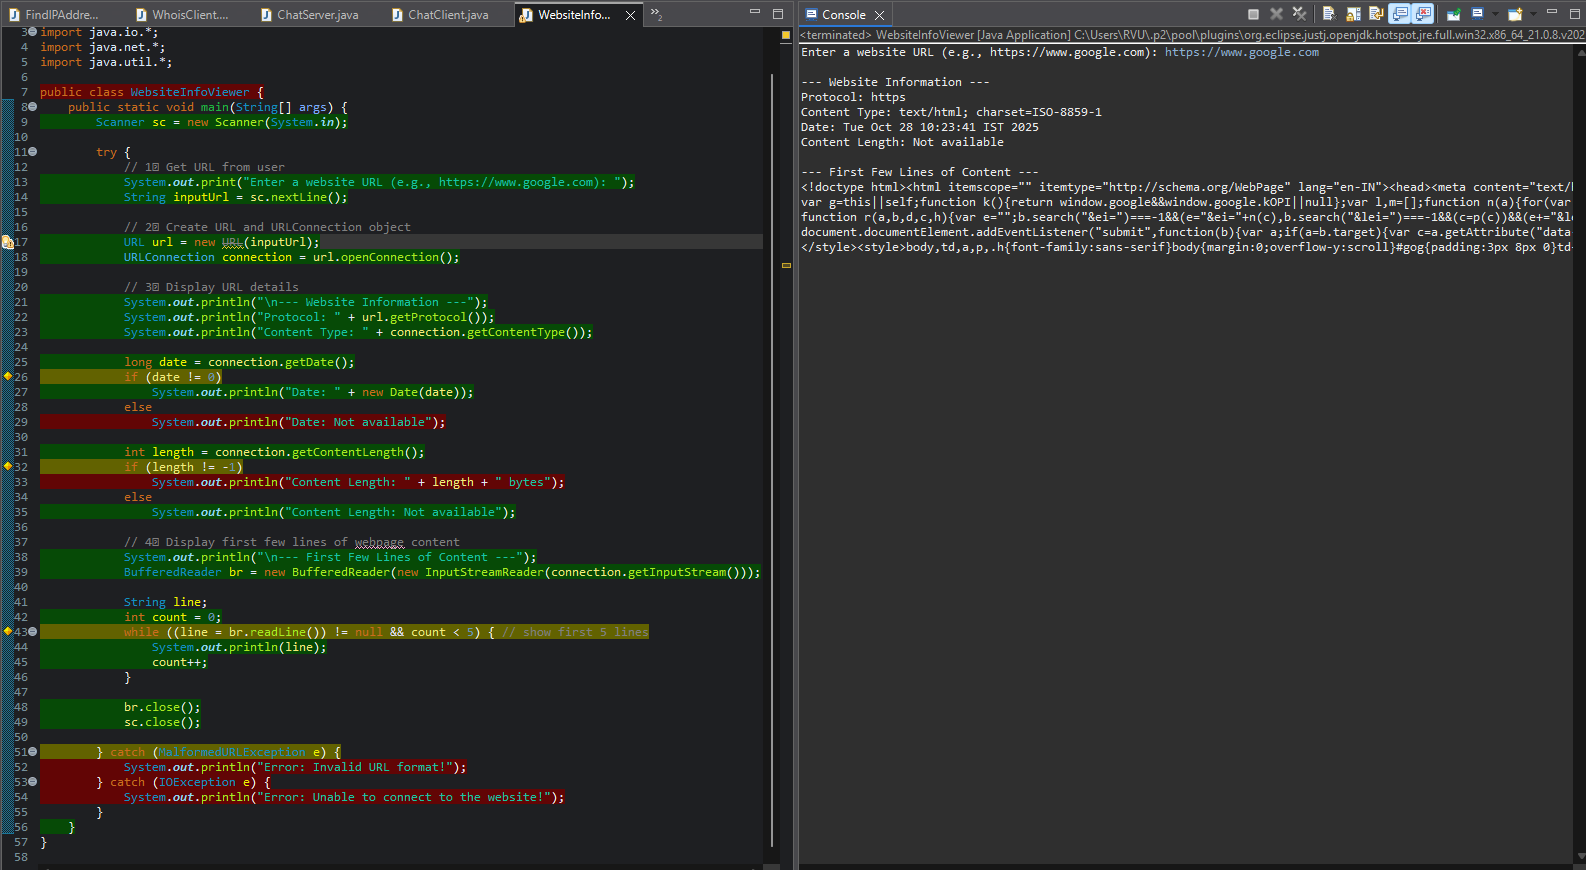 FindIPAddre...
WhoisClient....
ChatServer.java
ChatClient.java
WebsiteInfo...
»2
Console
<terminated> WebsiteInfoViewer [Java Application] C:\Users\RVU\.p2\pool\plugins\org.eclipse.justj.openjdk.hotspot.jre.full.win32.x86_64_21.0.8.v202
3 import java.io.*;
4 import java.net.*;
5 import java.util.*;
6
7 public class WebsiteInfoViewer {
8 public static void main(String[] args) {
9 Scanner sc = new Scanner(System.in);
10
11 try {
12 // 1 Get URL from user
13 System.out.print("Enter a website URL (e.g., https://www.google.com): ");
14 String inputUrl = sc.nextLine();
15
16 // 2 Create URL and URLConnection object
17 URL url = new URL(inputUrl);
18 URLConnection connection = url.openConnection();
19
20 // 3 Display URL details
21 System.out.println("\n--- Website Information ---");
22 System.out.println("Protocol: " + url.getProtocol());
23 System.out.println("Content Type: " + connection.getContentType());
24
25 long date = connection.getDate();
26 if (date != 0)
27 System.out.println("Date: " + new Date(date));
28 else
29 System.out.println("Date: Not available");
30
31 int length = connection.getContentLength();
32 if (length != -1)
33 System.out.println("Content Length: " + length + " bytes");
34 else
35 System.out.println("Content Length: Not available");
36
37 // 4 Display first few lines of webpage content
38 System.out.println("\n--- First Few Lines of Content ---");
39 BufferedReader br = new BufferedReader(new InputStreamReader(connection.getInputStream()));
40
41 String line;
42 int count = 0;
43 while ((line = br.readLine()) != null && count < 5) { // show first 5 lines
44 System.out.println(line);
45 count++;
46 }
47
48 br.close();
49 sc.close();
50
51 } catch (MalformedURLException e) {
52 System.out.println("Error: Invalid URL format!");
53 } catch (IOException e) {
54 System.out.println("Error: Unable to connect to the website!");
55 }
56 }
57 }
58
Enter a website URL (e.g., https://www.google.com): https://www.google.com
--- Website Information ---
Protocol: https
Content Type: text/html; charset=ISO-8859-1
Date: Tue Oct 28 10:23:41 IST 2025
Content Length: Not available
--- First Few Lines of Content ---
<!doctype html><html itemscope="" itemtype="http://schema.org/WebPage" lang="en-IN"><head><meta content="text/h
var g=this||self;function k(){return window.google&&window.google.kOPI||null};var l,m=[];function n(a){for(var
function r(a,b,d,c,h){var e="";b.search("&ei=")===-1&&(e="&ei="+n(c),b.search("&lei=")===-1&&(c=p(c))&&(e+="&le
document.documentElement.addEventListener("submit",function(b){var a;if(a=b.target){var c=a.getAttribute("data-
</style><style>body,td,a,p,.h{font-family:sans-serif}body{margin:0;overflow-y:scroll}#gog{padding:3px 8px 0}td